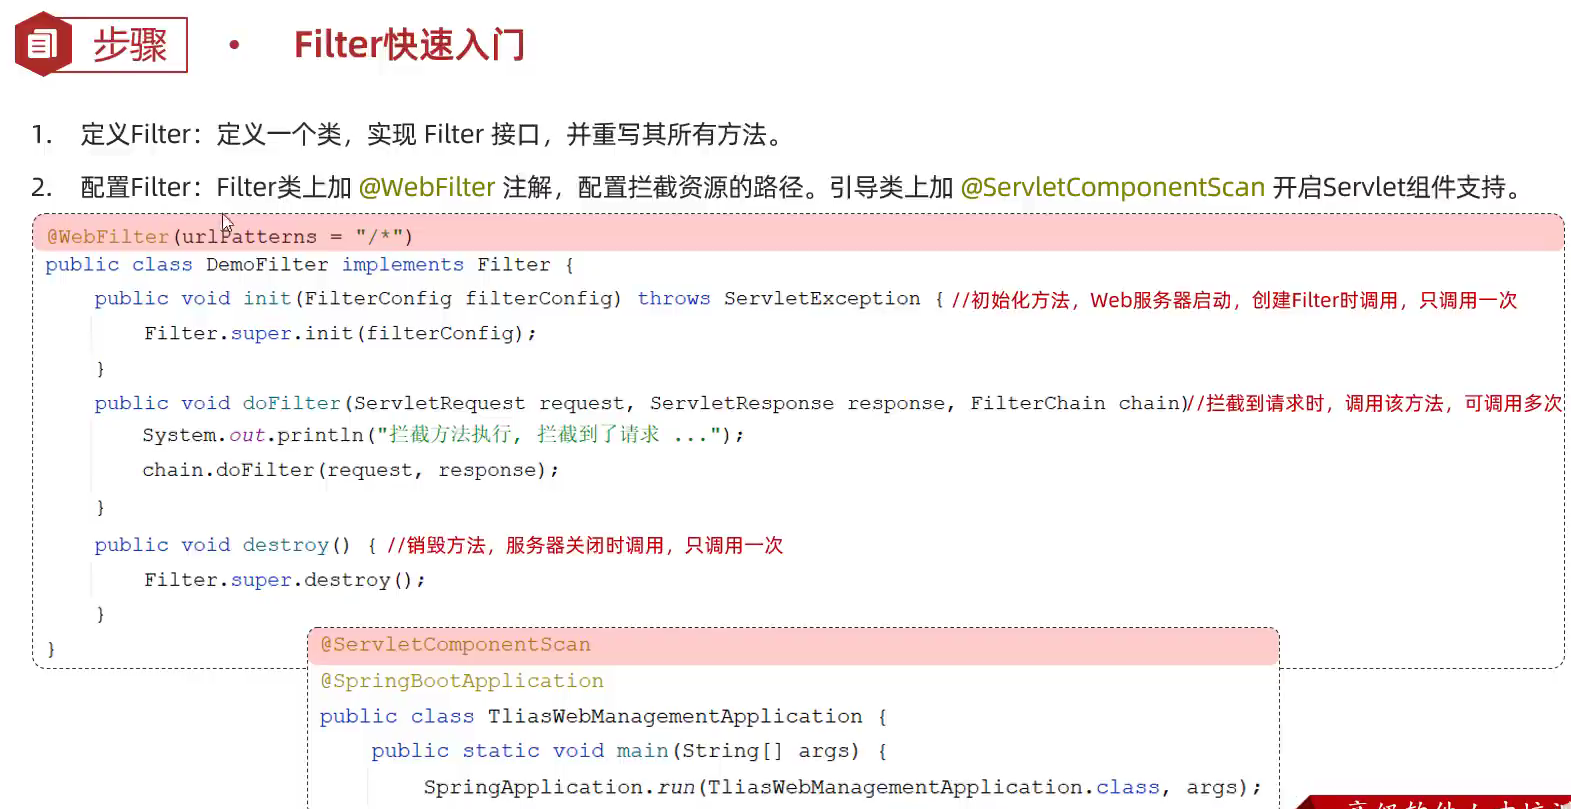 步骤
Filter快速入门
1. 定义Filter：定义一个类，实现 Filter 接口，并重写其所有方法。
2. 配置Filter：Filter类上加 @WebFilter 注解，配置拦截资源的路径。引导类上加 @ServletComponentScan 开启Servlet组件支持。
@WebFilter(urlPatterns = "/*")
public class DemoFilter implements Filter {
public void init(FilterConfig filterConfig) throws ServletException { //初始化方法，Web服务器启动，创建Filter时调用，只调用一次
Filter.super.init(filterConfig);
}
public void doFilter(ServletRequest request, ServletResponse response, FilterChain chain)//拦截到请求时，调用该方法，可调用多次
System.out.println("拦截方法执行, 拦截到了请求 ...");
chain.doFilter(request, response);
}
public void destroy() { //销毁方法，服务器关闭时调用，只调用一次
Filter.super.destroy();
}
}
@ServletComponentScan
@SpringBootApplication
public class TliasWebManagementApplication {
public static void main(String[] args) {
SpringApplication.run(TliasWebManagementApplication.class, args);